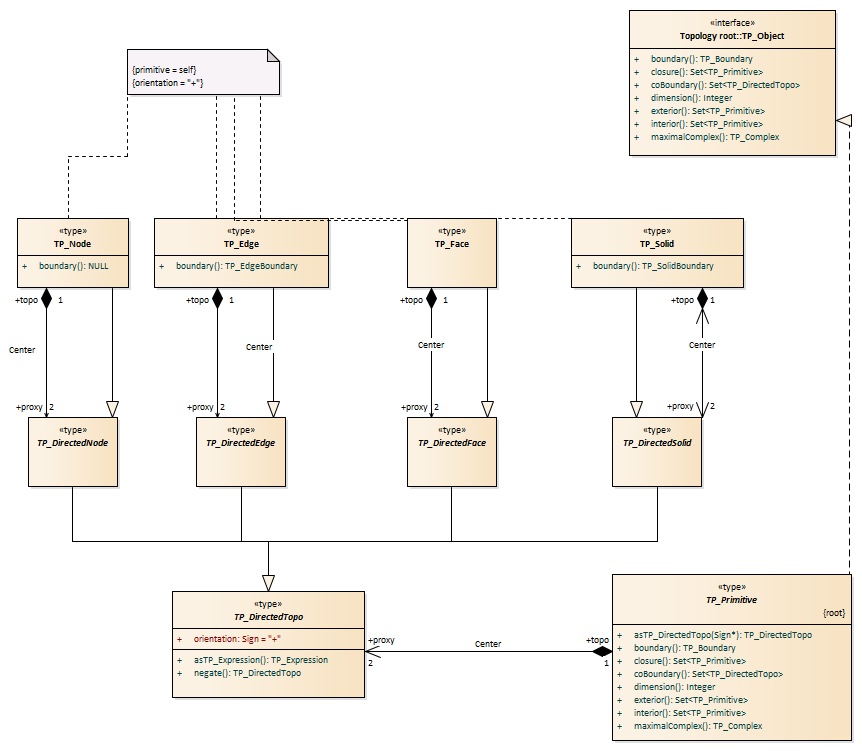 «interface»
Topology root::TP_Object
+ boundary(): TP_Boundary
+ closure(): Set<TP_Primitive>
+ coBoundary(): Set<TP_DirectedTopo>
+ dimension(): Integer
+ exterior(): Set<TP_Primitive>
+ interior(): Set<TP_Primitive>
+ maximalComplex(): TP_Complex
{primitive = self}
{orientation = "+"}
«type»
TP_Node
+ boundary(): NULL
«type»
TP_Edge
+ boundary(): TP_EdgeBoundary
«type»
TP_Face
«type»
TP_Solid
+ boundary(): TP_SolidBoundary
+topo 1
Center
+proxy 2
+topo 1
Center
+proxy 2
+topo 1
Center
+proxy 2
+topo 1
Center
+proxy 2
«type»
TP_DirectedNode
«type»
TP_DirectedEdge
«type»
TP_DirectedFace
«type»
TP_DirectedSolid
«type»
TP_DirectedTopo
+ orientation: Sign = "+"
+ asTP_Expression(): TP_Expression
+ negate(): TP_DirectedTopo
+proxy
2
Center
+topo
1
«type»
TP_Primitive
{root}
+ asTP_DirectedTopo(Sign*): TP_DirectedTopo
+ boundary(): TP_Boundary
+ closure(): Set<TP_Primitive>
+ coBoundary(): Set<TP_DirectedTopo>
+ dimension(): Integer
+ exterior(): Set<TP_Primitive>
+ interior(): Set<TP_Primitive>
+ maximalComplex(): TP_Complex